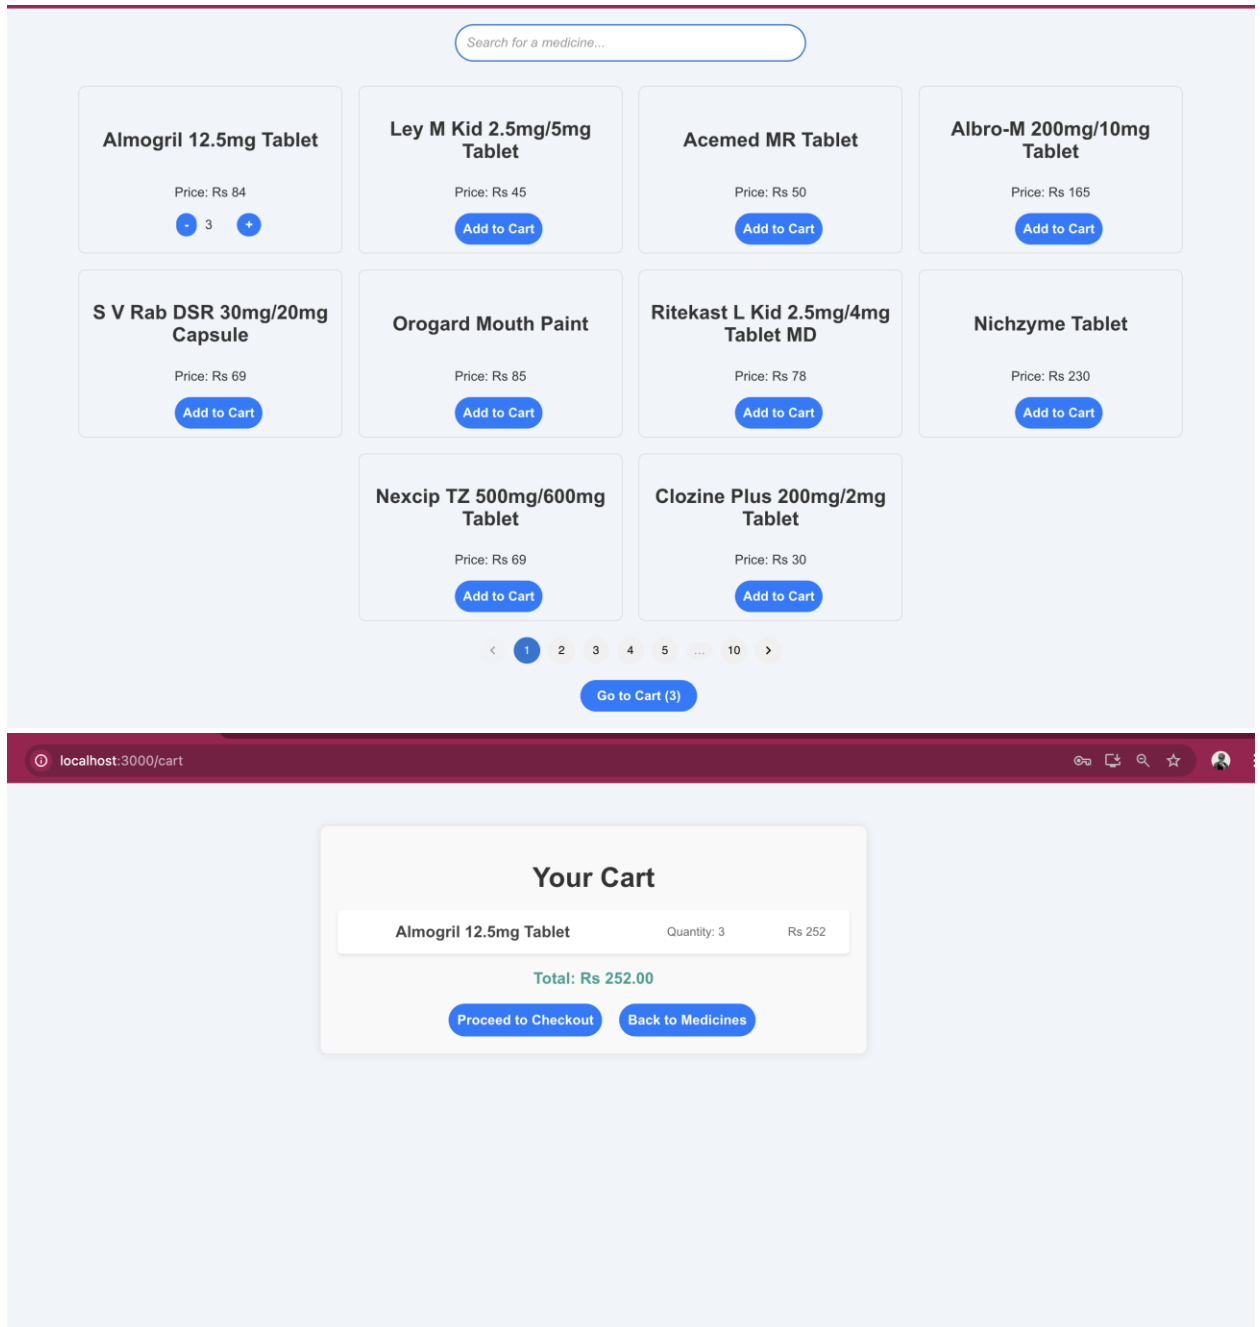 Search for a medicine...
Almogril 12.5mg Tablet
Price: Rs 84
- 3 +
Ley M Kid 2.5mg/5mg
Tablet
Price: Rs 45
Add to Cart
Acemed MR Tablet
Price: Rs 50
Add to Cart
Albro-M 200mg/10mg
Tablet
Price: Rs 165
Add to Cart
S V Rab DSR 30mg/20mg
Capsule
Price: Rs 69
Add to Cart
Orogard Mouth Paint
Price: Rs 85
Add to Cart
Ritekast L Kid 2.5mg/4mg
Tablet MD
Price: Rs 78
Add to Cart
Nichzyme Tablet
Price: Rs 230
Add to Cart
Nexcip TZ 500mg/600mg
Tablet
Price: Rs 69
Add to Cart
Clozine Plus 200mg/2mg
Tablet
Price: Rs 30
Add to Cart
‹ 1 2 3 4 5 ... 10 ›
Go to Cart (3)
localhost:3000/cart
Your Cart
Almogril 12.5mg Tablet Quantity: 3 Rs 252
Total: Rs 252.00
Proceed to Checkout Back to Medicines